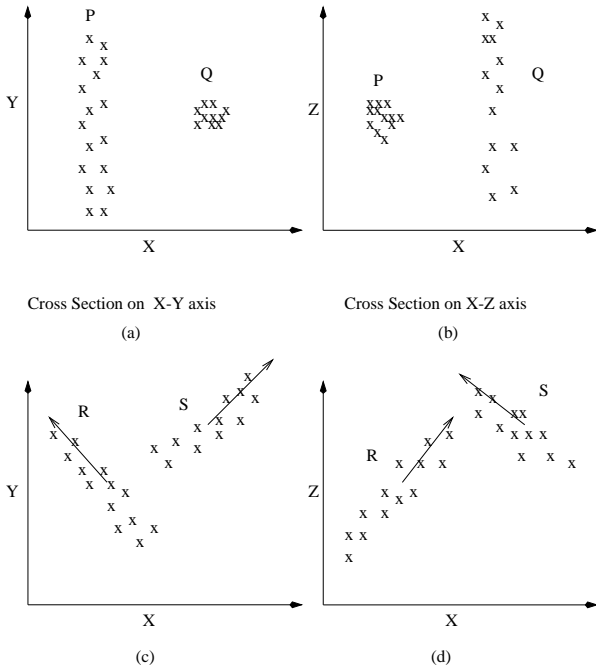 P
Q
Y
X
P
Q
Z
X
Cross Section on X-Y axis
(a)
Cross Section on X-Z axis
(b)
R
S
Y
X
(c)
R
S
Z
X
(d)